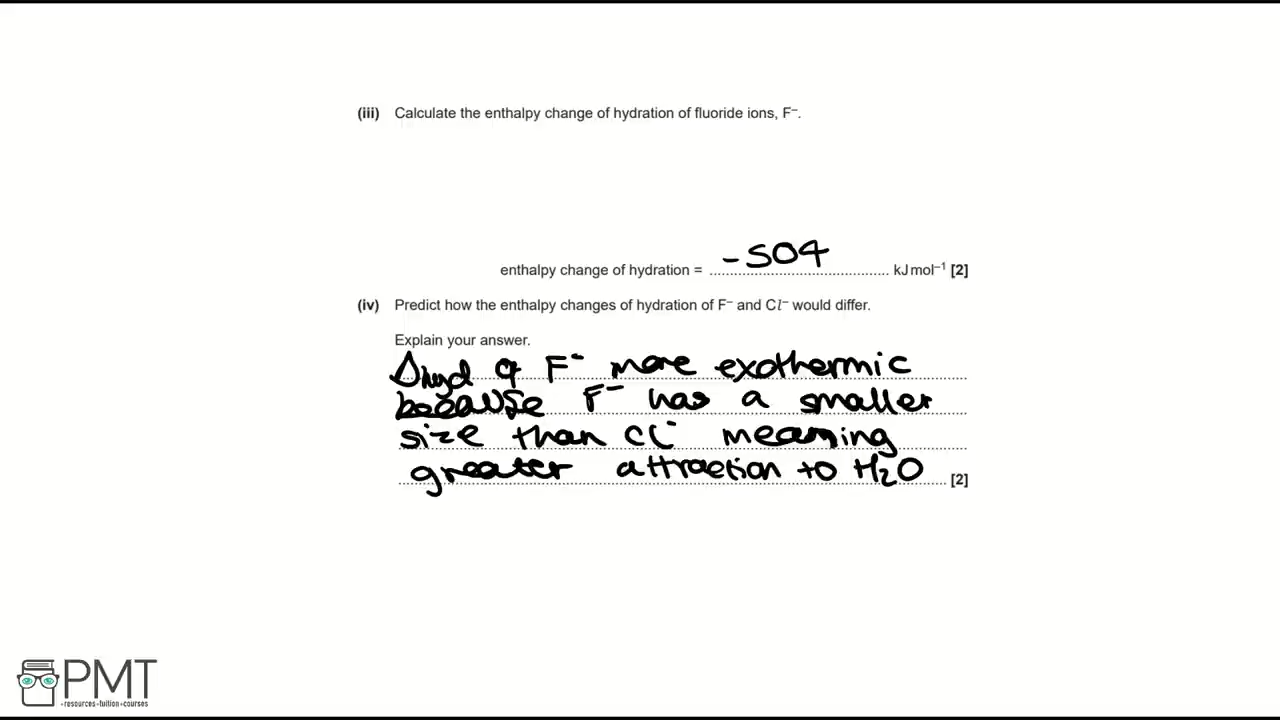 (iii) Calculate the enthalpy change of hydration of fluoride ions, F⁻.
-504
enthalpy change of hydration = ........................................... kJ mol⁻¹ [2]
(iv) Predict how the enthalpy changes of hydration of F⁻ and Cl⁻ would differ.
Explain your answer.
Δhyd of F⁻ more exothermic
because F⁻ has a smaller
size than Cl⁻ meaning
greater attraction to H₂O
[2]
PMT
resources•tuition•courses